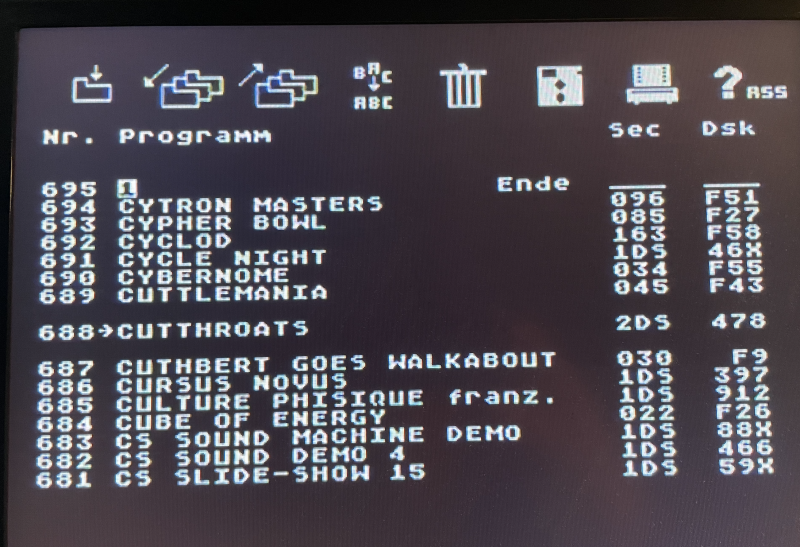 BAC
ABC
? ASS
Nr. Programm Sec Dsk
695 Ende
694 CYTRON MASTERS 096 F51
693 CYPHER BOWL 085 F27
692 CYCLOD 163 F58
691 CYCLE NIGHT 1DS 46X
690 CYBERNOME 034 F55
689 CUTTLEMANIA 045 F43
688→CUTTHROATS 2DS 478
687 CUTHBERT GOES WALKABOUT 030 F9
686 CURSUS NOVUS 1DS 397
685 CULTURE PHISIQUE franz. 1DS 912
684 CUBE OF ENERGY 022 F26
683 CS SOUND MACHINE DEMO 1DS 88X
682 CS SOUND DEMO 4 1DS 466
681 CS SLIDE-SHOW 15 1DS 59X